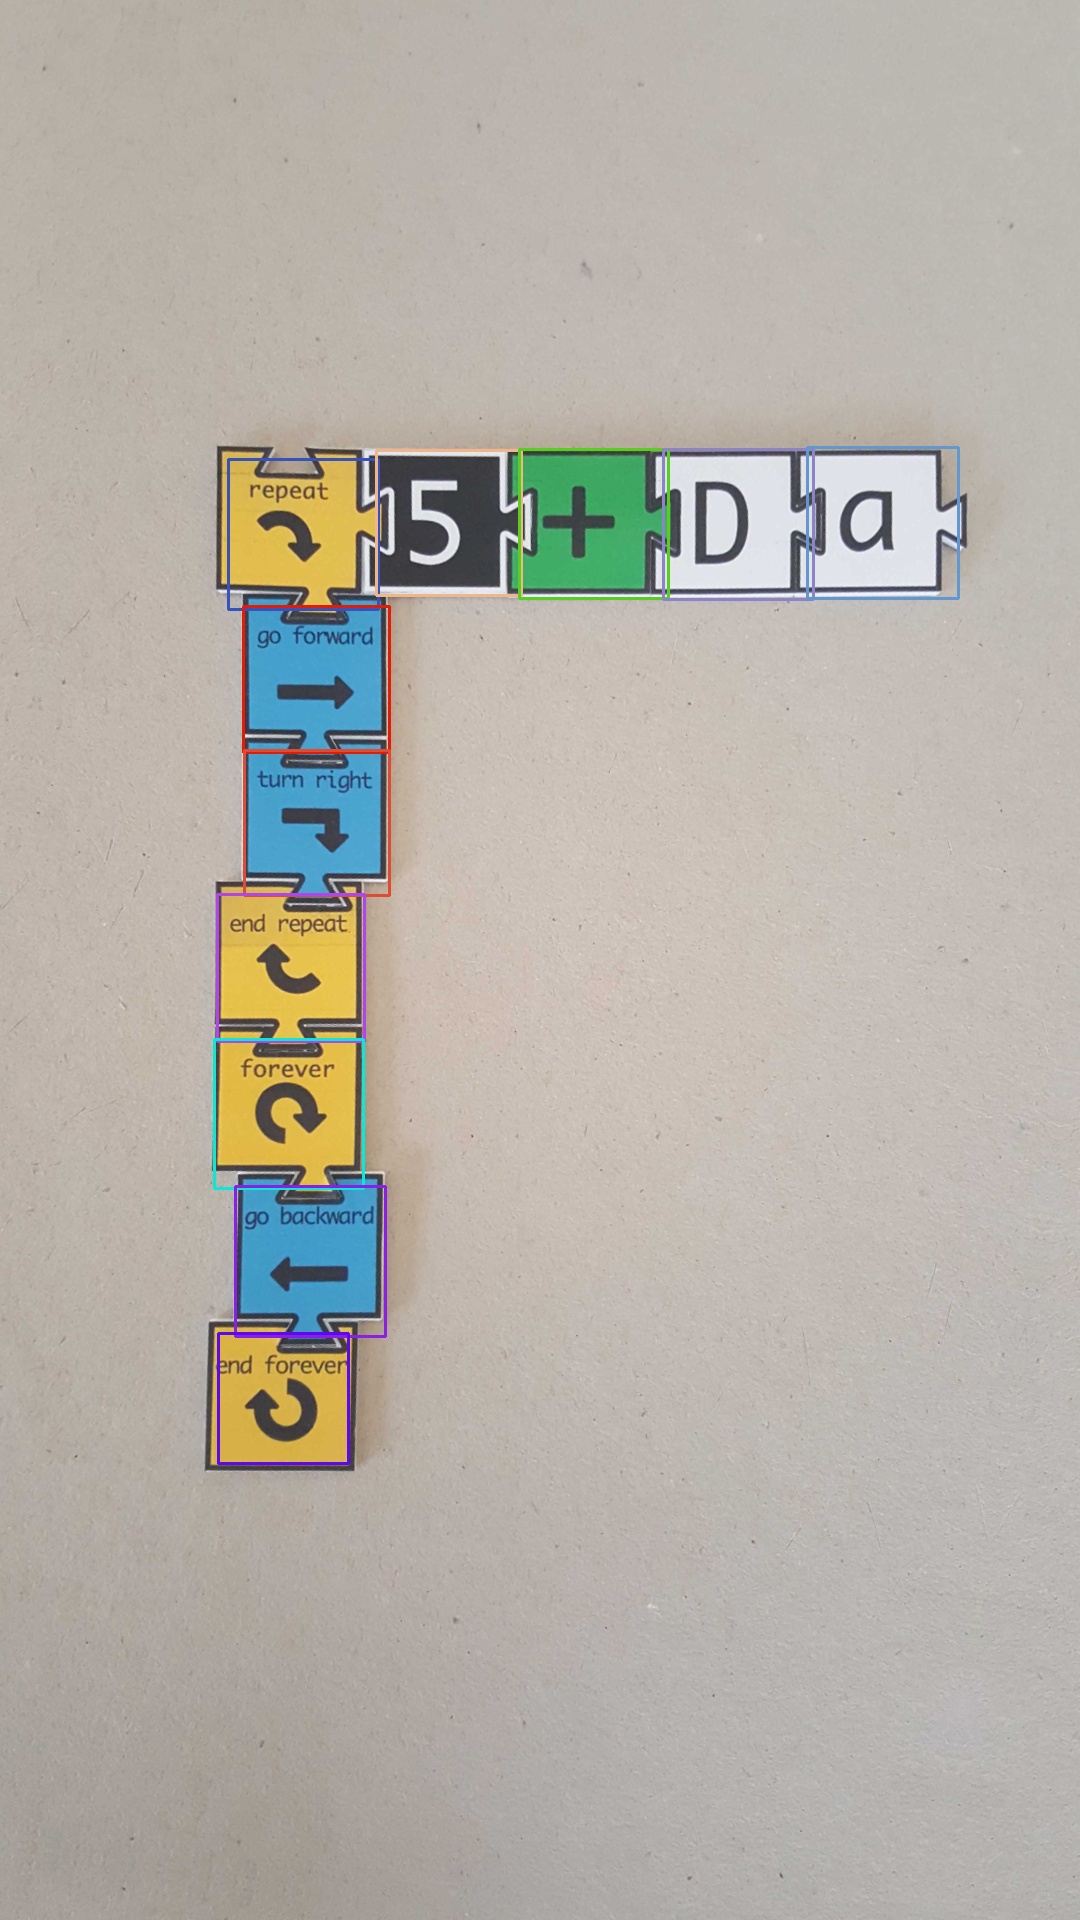 repeat 5 + D a
go forward
turn right
end repeat
forever
go backward
end forever